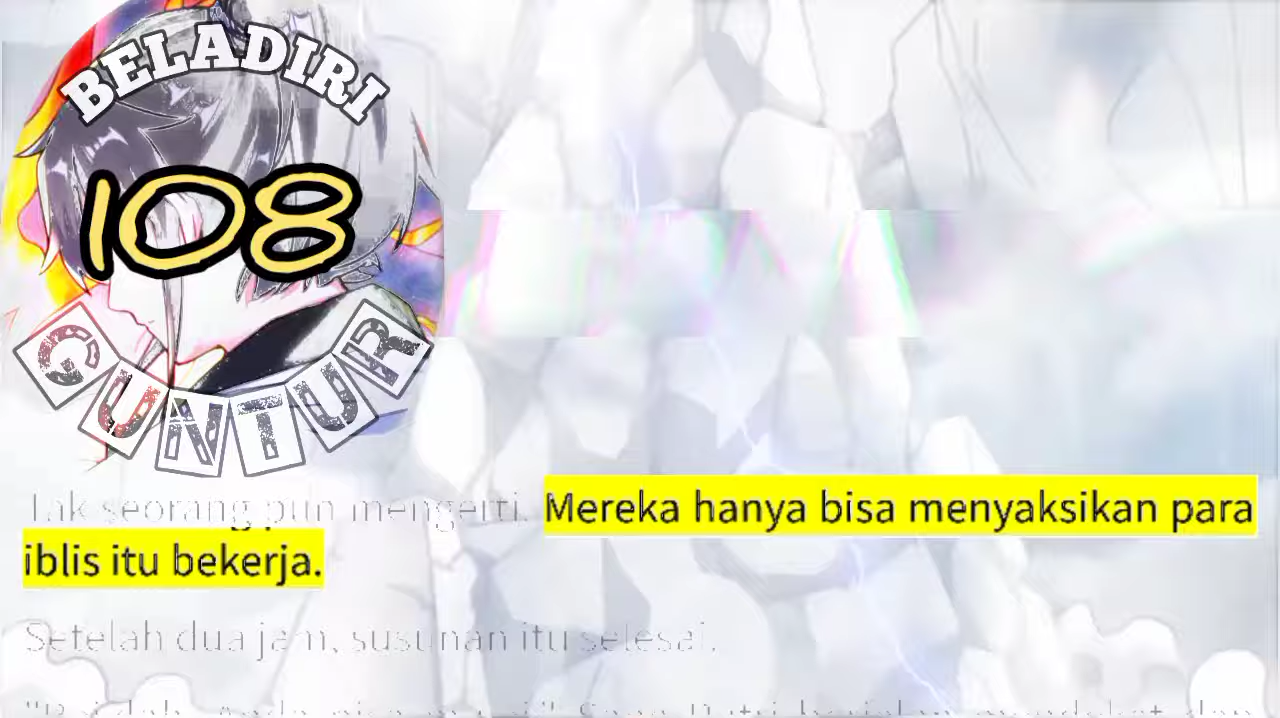 BELADIRI
108
GUNTUR
Tak seorang pun mengerti. Mereka hanya bisa menyaksikan para
iblis itu bekerja.
Setelah dua jam, susunan itu selesai.